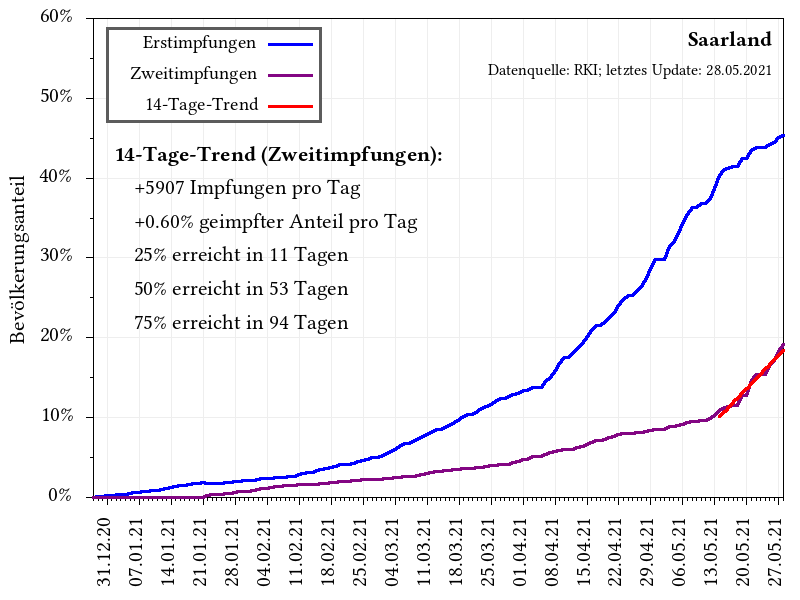 60%
50%
40%
30%
20%
10%
0%
Bevölkerungsanteil
Erstimpfungen
Zweitimpfungen
14-Tage-Trend
Saarland
Datenquelle: RKI; letztes Update: 28.05.2021
14-Tage-Trend (Zweitimpfungen):
+5907 Impfungen pro Tag
+0.60% geimpfter Anteil pro Tag
25% erreicht in 11 Tagen
50% erreicht in 53 Tagen
75% erreicht in 94 Tagen
31.12.20
07.01.21
14.01.21
21.01.21
28.01.21
04.02.21
11.02.21
18.02.21
25.02.21
04.03.21
11.03.21
18.03.21
25.03.21
01.04.21
08.04.21
15.04.21
22.04.21
29.04.21
06.05.21
13.05.21
20.05.21
27.05.21